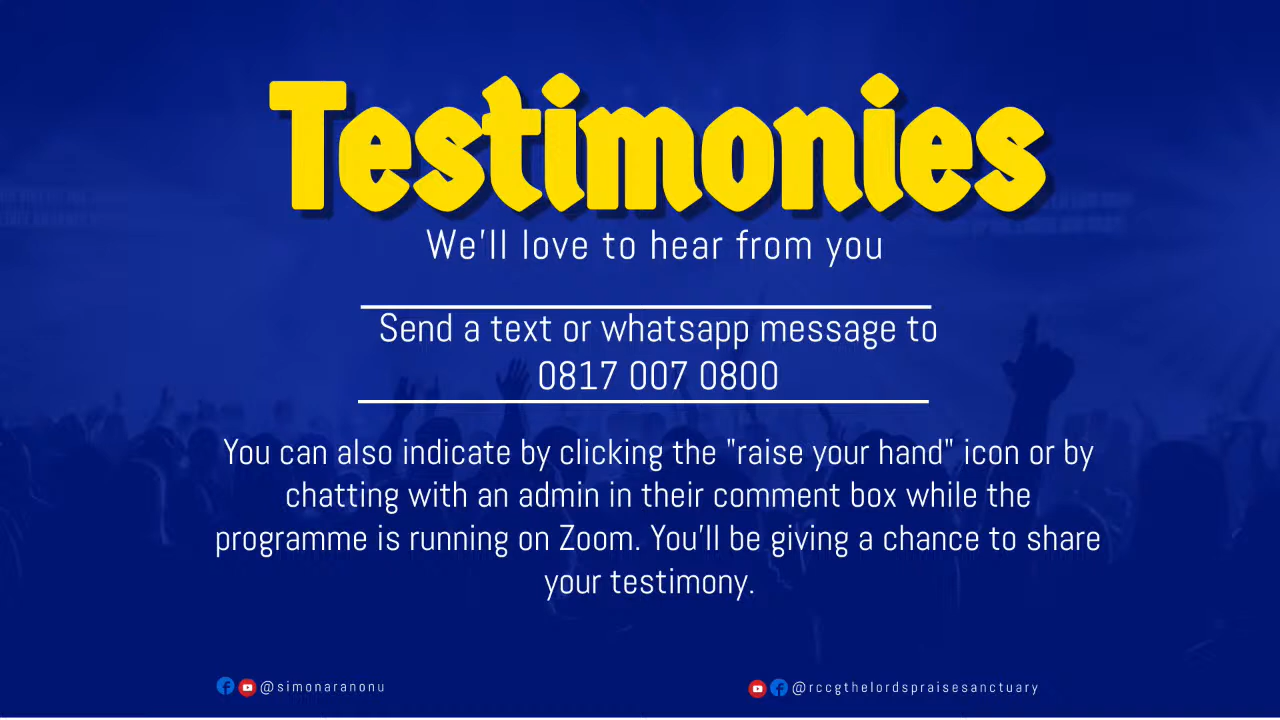 Testimonies
We'll love to hear from you
Send a text or whatsapp message to
0817 007 0800
You can also indicate by clicking the "raise your hand" icon or by
chatting with an admin in their comment box while the
programme is running on Zoom. You'll be giving a chance to share
your testimony.
@simonaranonu
@rccgthelordspraisesanctuary